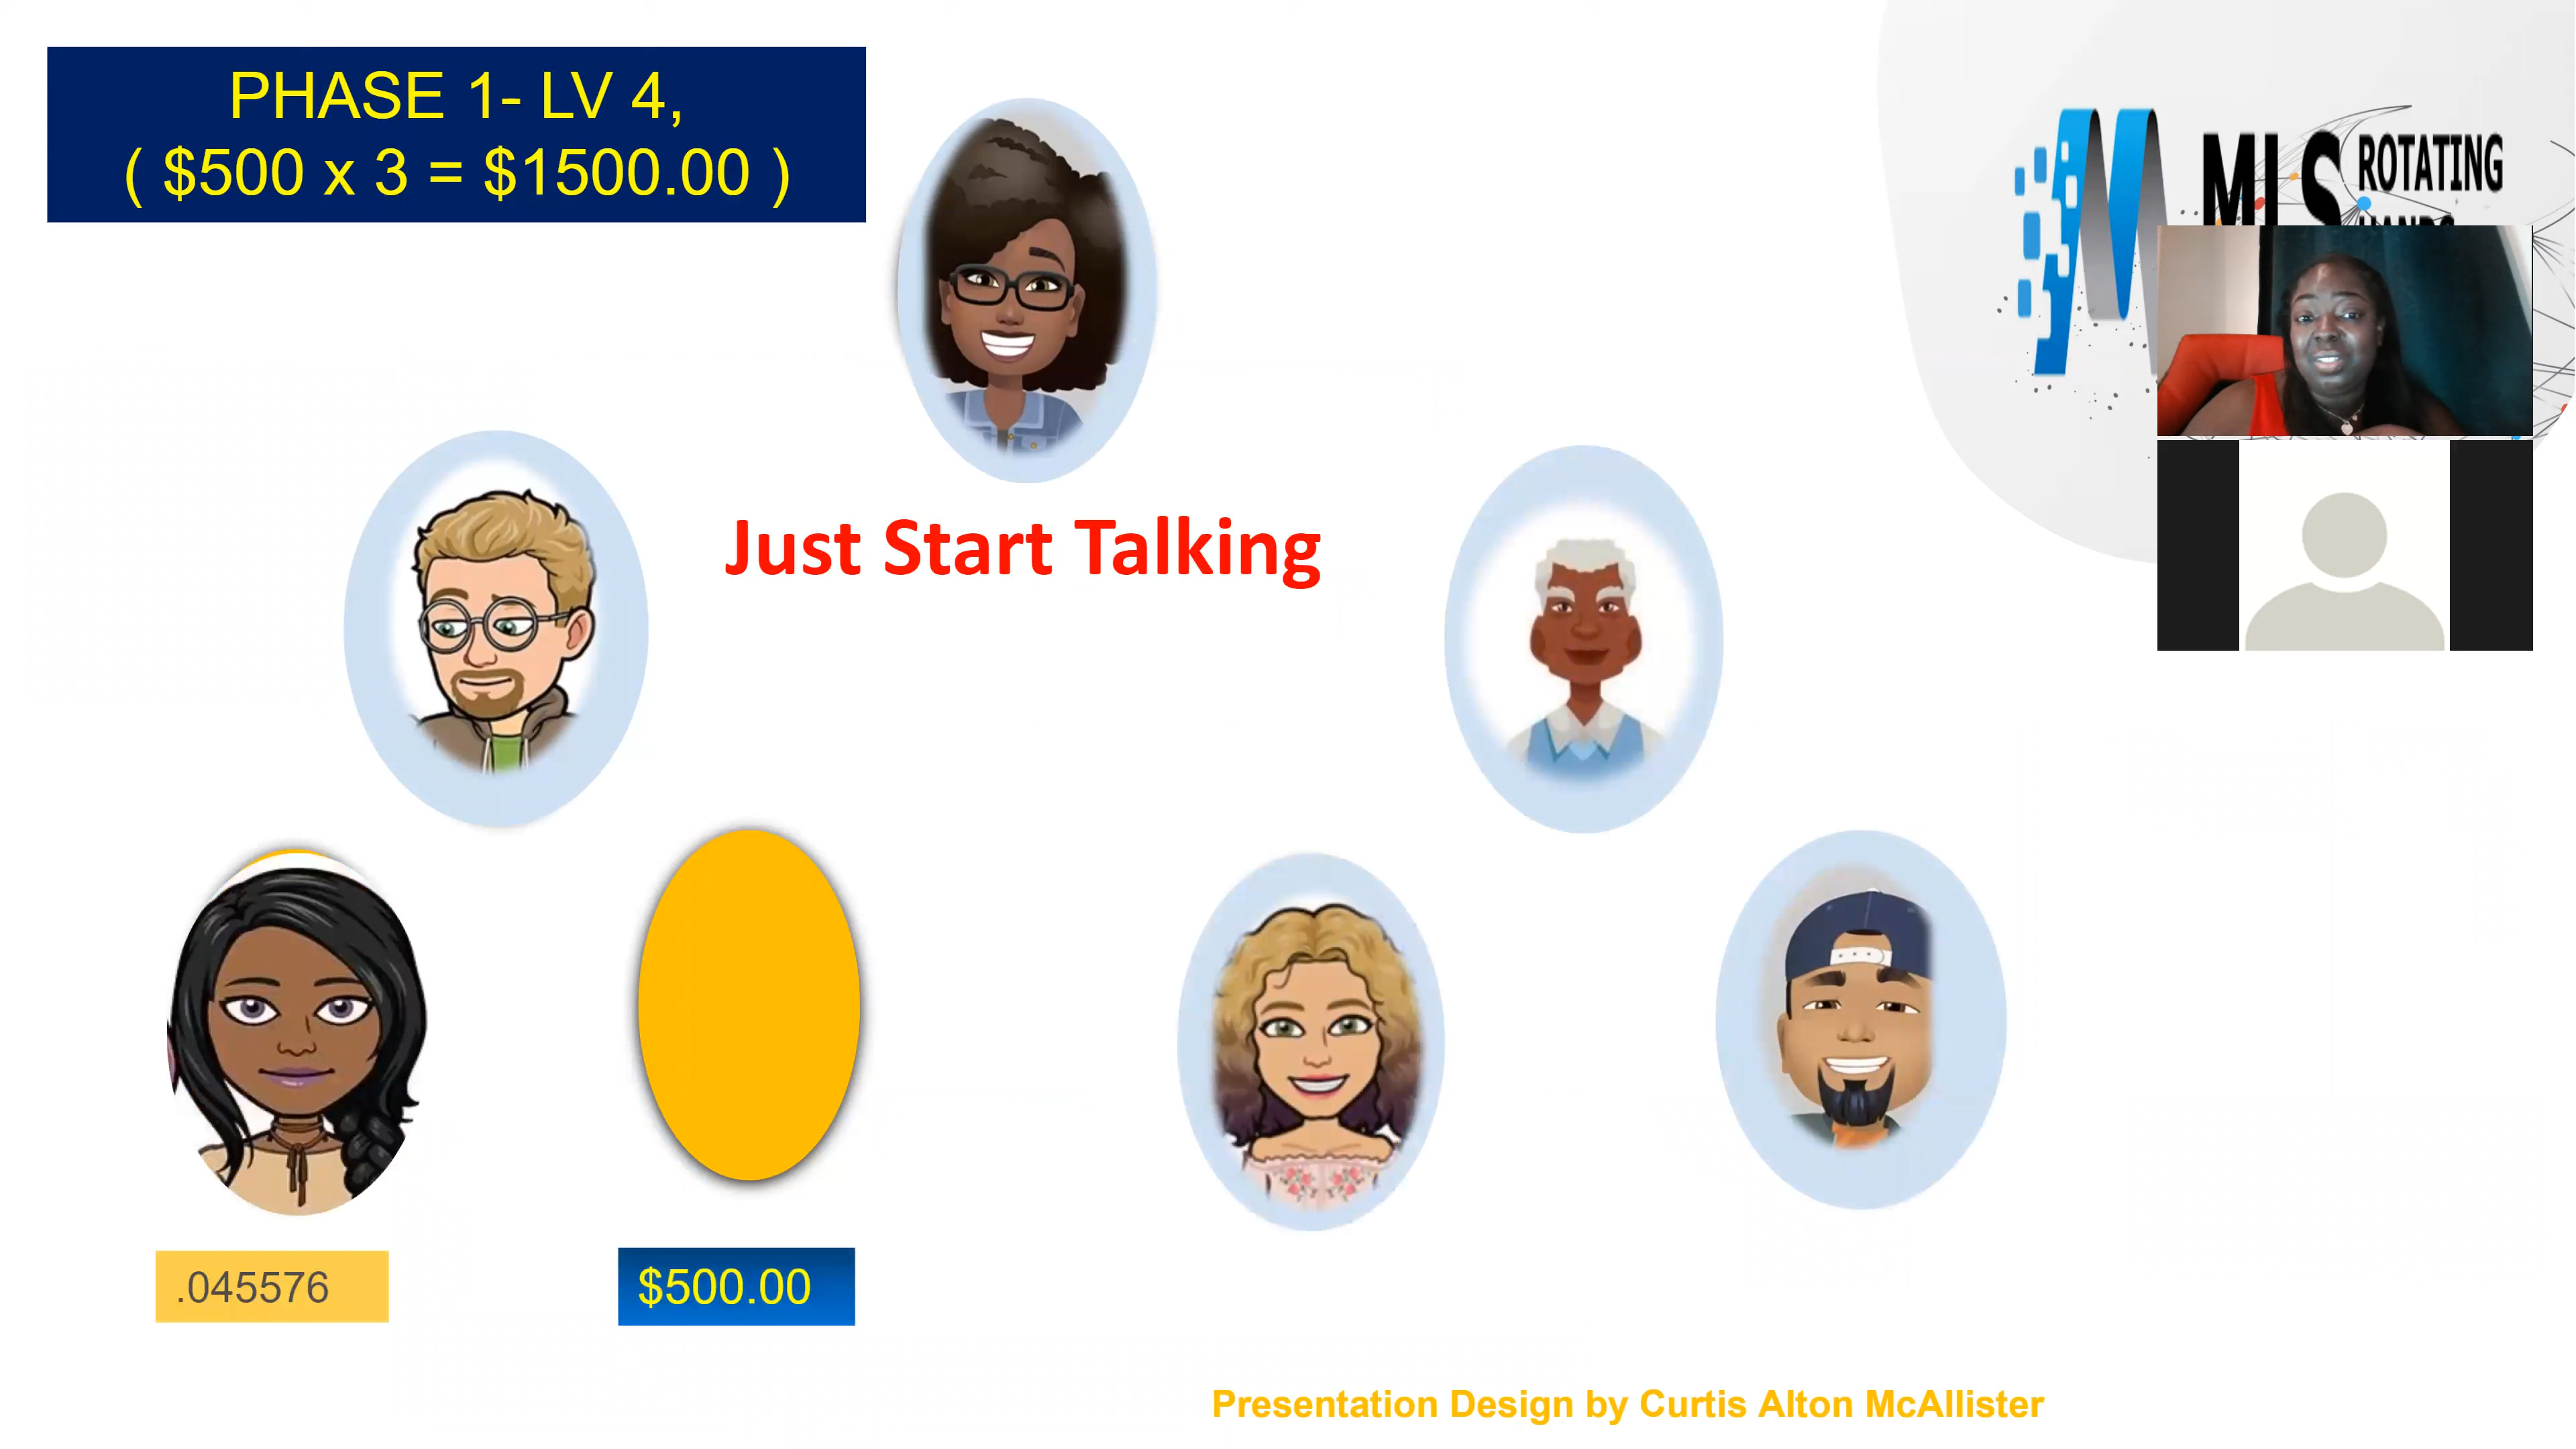 PHASE 1- LV 4,
( $500 x 3 = $1500.00 )
MLS ROTATING
Just Start Talking
.045576
$500.00
Presentation Design by Curtis Alton McAllister